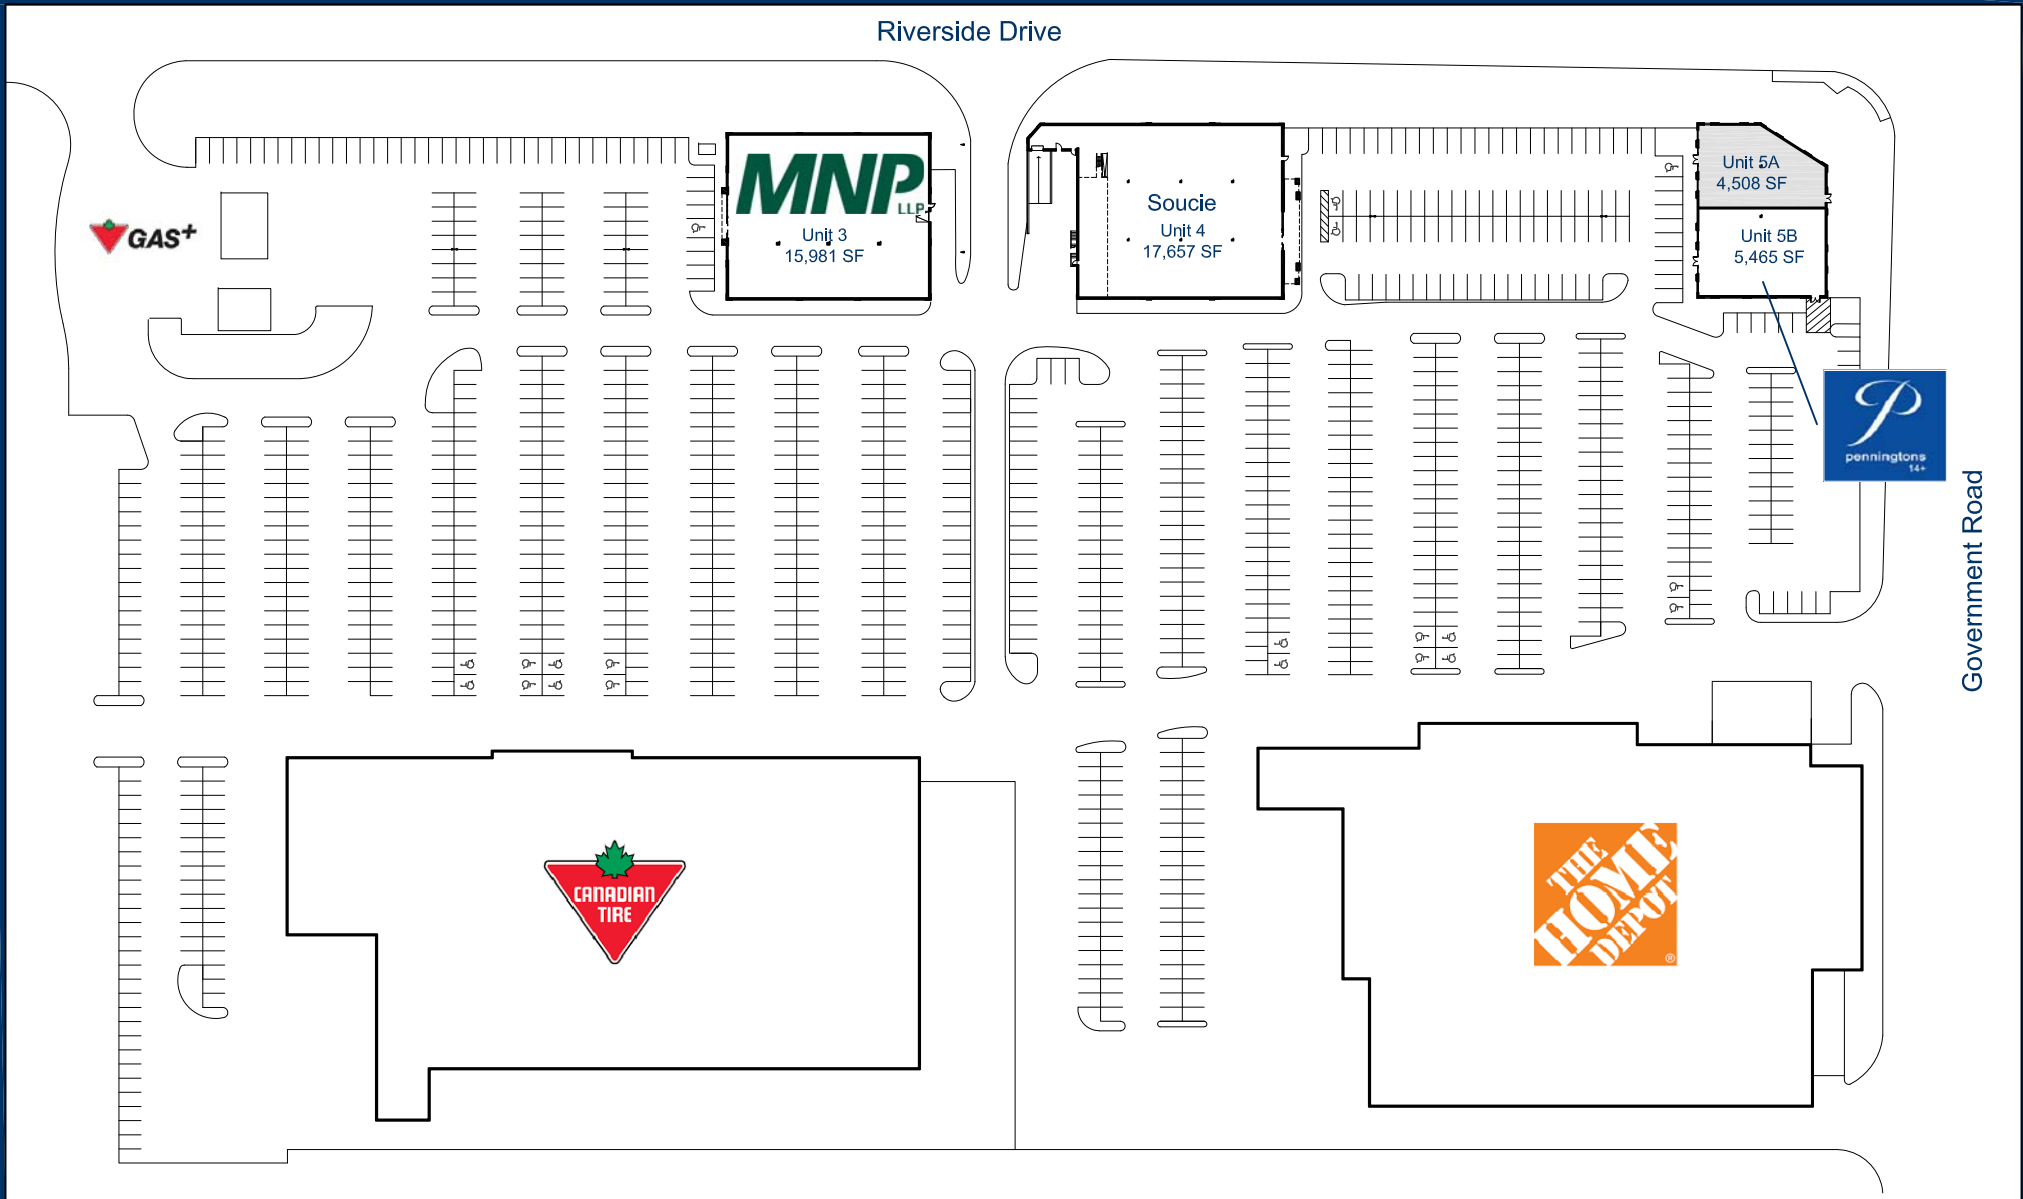 Riverside Drive
GAS+
MNP
LLP
Unit 3
15,981 SF
Soucie
Unit 4
17,657 SF
Unit 5A
4,508 SF
Unit 5B
5,465 SF
P
penningtons
14+
Government Road
CANADIAN
TIRE
THE
HOME
DEPOT
®